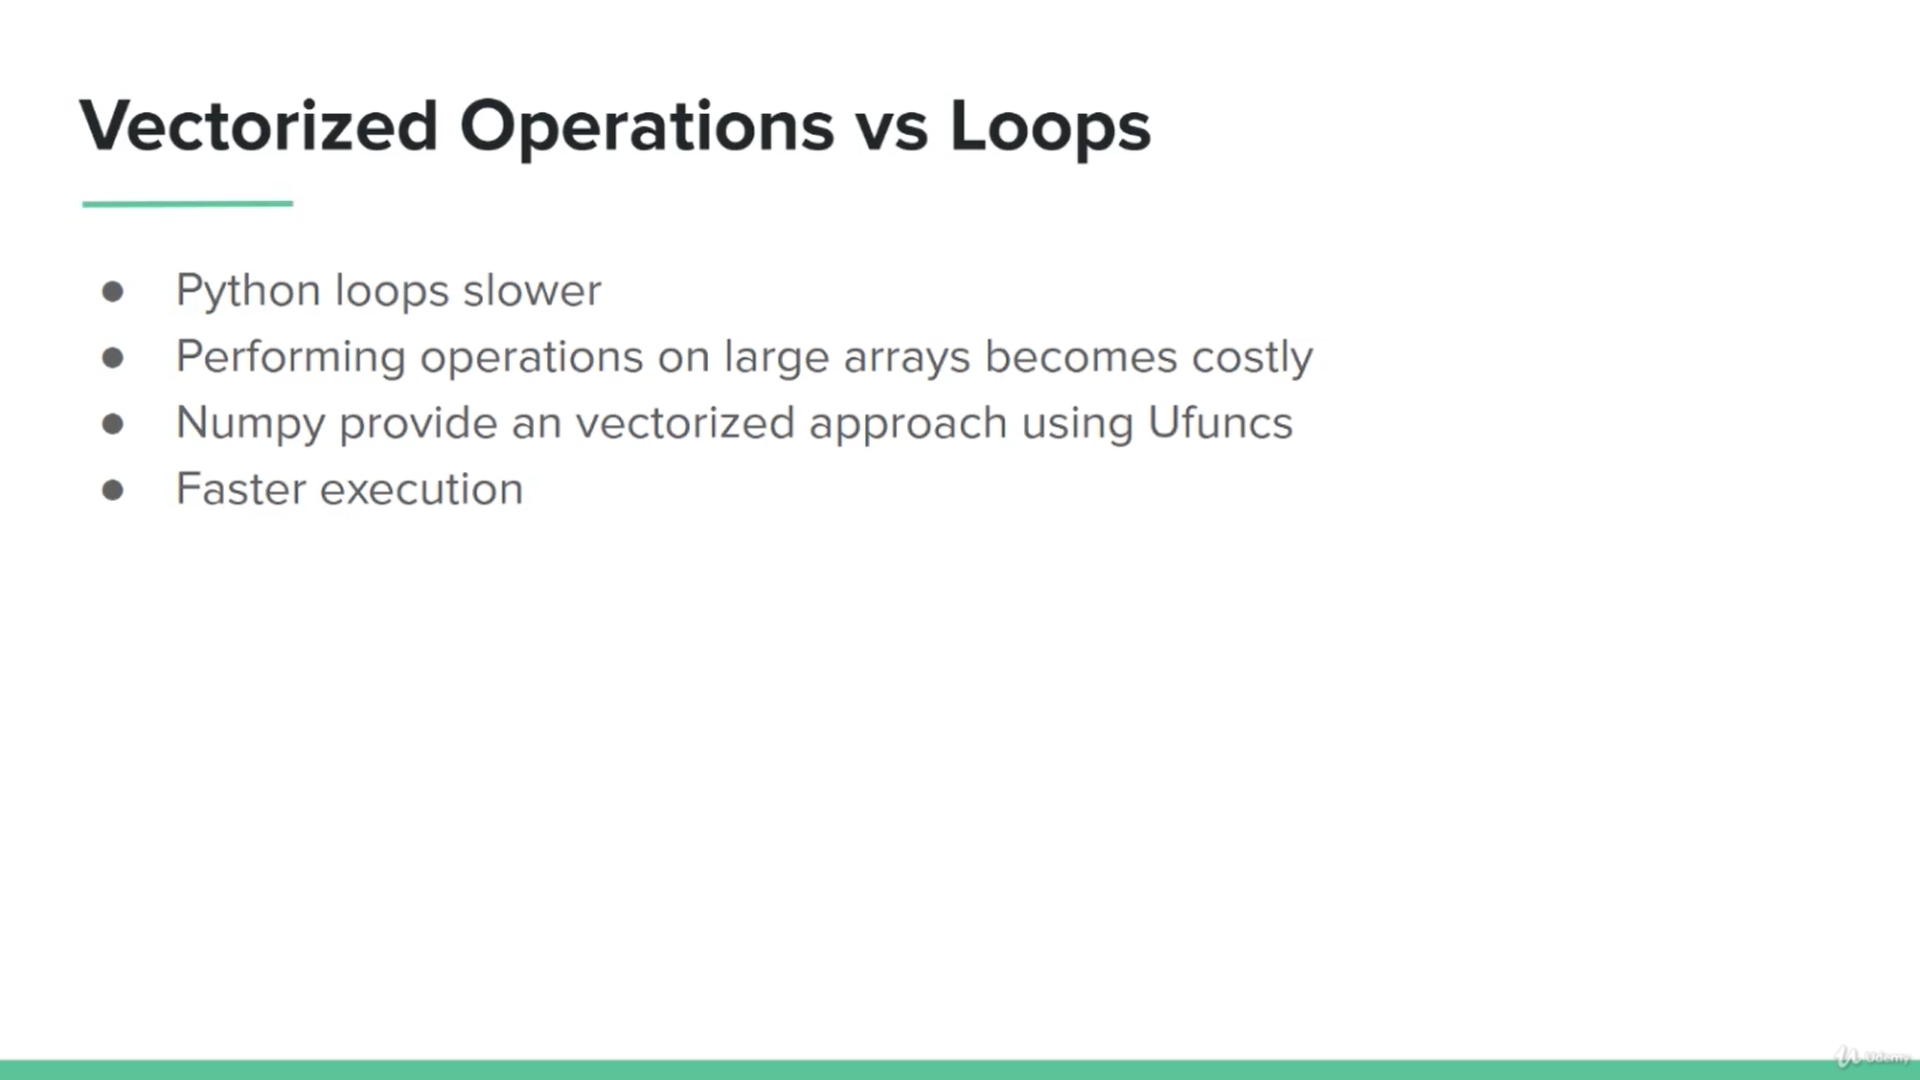 Vectorized Operations vs Loops
● Python loops slower
● Performing operations on large arrays becomes costly
● Numpy provide an vectorized approach using Ufuncs
● Faster execution
Udemy